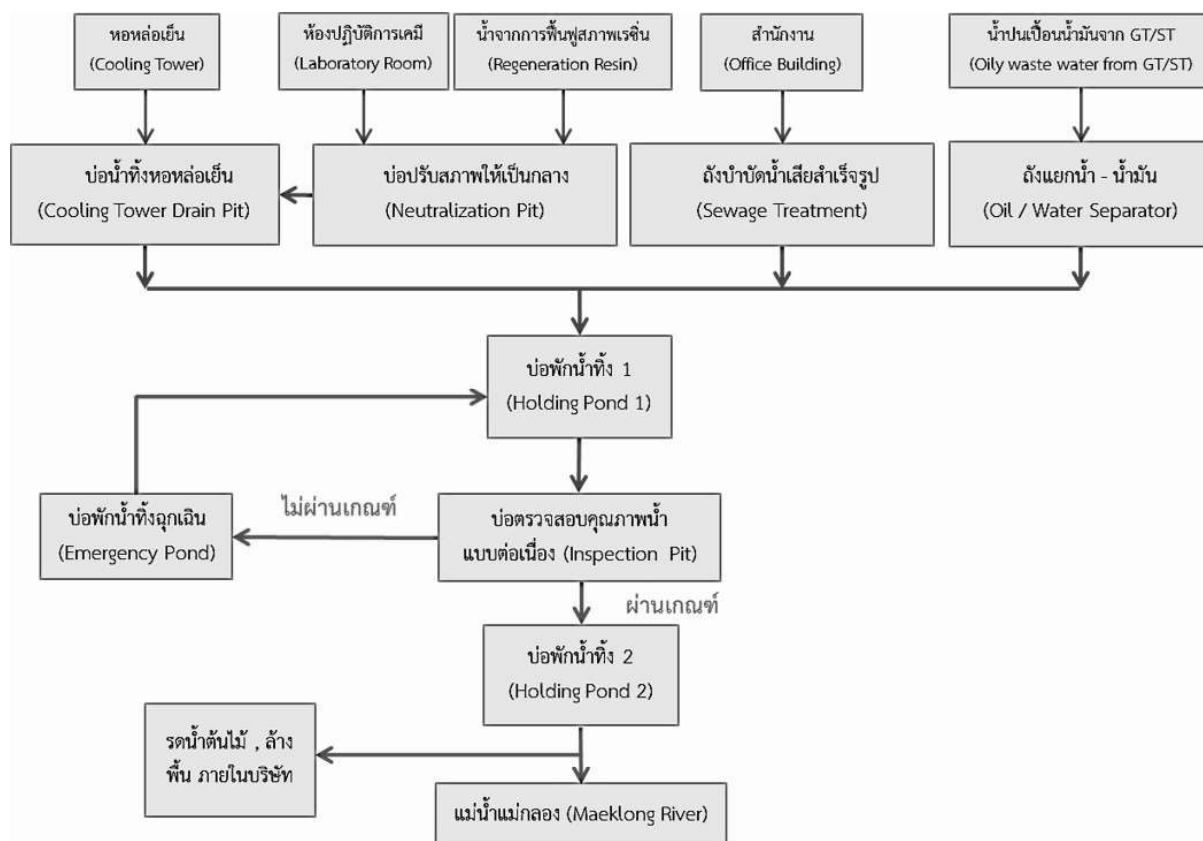 หอหล่อเย็น
(Cooling Tower)
ห้องปฏิบัติการเคมี
(Laboratory Room)
น้ำจากการฟื้นฟูสภาพเรซิ่น
(Regeneration Resin)
สำนักงาน
(Office Building)
น้ำปนเปื้อนน้ำมันจาก GT/ST
(Oily waste water from GT/ST)
บ่อน้ำทิ้งหอหล่อเย็น
(Cooling Tower Drain Pit)
บ่อปรับสภาพให้เป็นกลาง
(Neutralization Pit)
ถังบำบัดน้ำเสียสำเร็จรูป
(Sewage Treatment)
ถังแยกน้ำ - น้ำมัน
(Oil / Water Separator)
บ่อพักน้ำทิ้ง 1
(Holding Pond 1)
บ่อพักน้ำทิ้งฉุกเฉิน
(Emergency Pond)
ไม่ผ่านเกณฑ์
บ่อตรวจสอบคุณภาพน้ำ
แบบต่อเนื่อง (Inspection Pit)
ผ่านเกณฑ์
บ่อพักน้ำทิ้ง 2
(Holding Pond 2)
รดน้ำต้นไม้ , ล้าง
พื้น ภายในบริษัท
แม่น้ำแม่กลอง (Maeklong River)